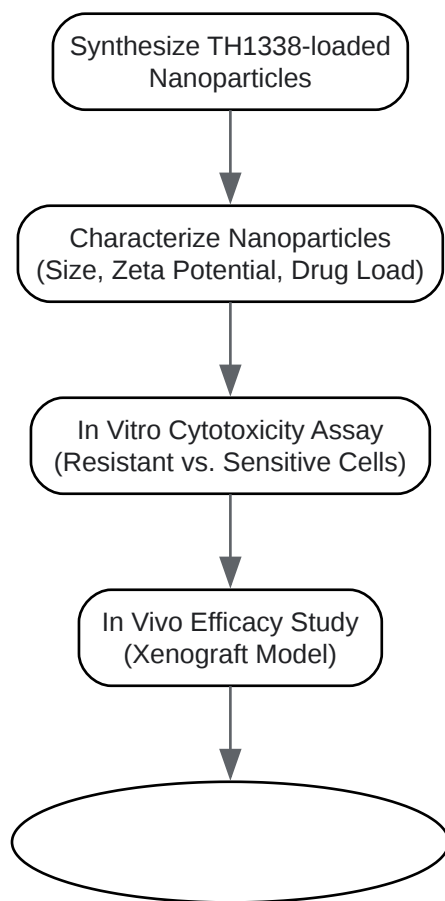 Synthesize TH1338-loaded
Nanoparticles
Characterize Nanoparticles
(Size, Zeta Potential, Drug Load)
In Vitro Cytotoxicity Assay
(Resistant vs. Sensitive Cells)
In Vivo Efficacy Study
(Xenograft Model)